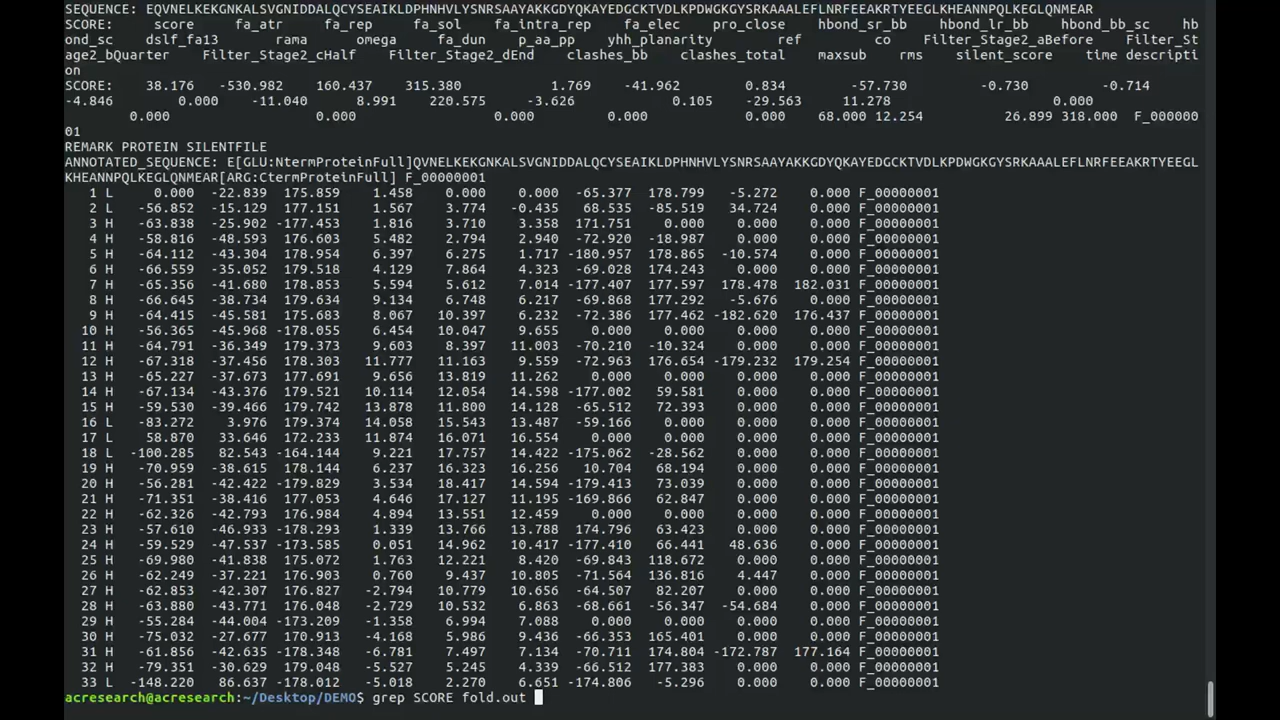 SEQUENCE: EQVNELKEKGNKALSVGNIDDALQCYSEAIKLDPHNHVLYSNRSAAYAKKGDYQKAYEDGCKTVDLKPDWGKGYSRKAAALEFLNRFEEAKRTYEEGLKHEANNPQLKEGLQNMEAR
score fa_atr fa_rep fa_sol fa_intra_rep fa_elec pro_close hbond_sr_bb hbond_lr_bb hbond_bb_sc hb
ond_sc dslf_fa13 rama omega fa_dun p_aa_pp yhh_planarity ref co Filter_Stage2_aBefore Filter_St
age2_bQuarter Filter_Stage2_cHalf Filter_Stage2_dEnd clashes_bb clashes_total maxsub rms silent_score time descripti
on
SCORE: 38.176 -530.982 160.437 315.380 1.769 -41.962 0.834 -57.730 -0.730 -0.714
-4.846 0.000 -11.040 8.991 220.575 -3.626 0.105 -29.563 11.278 0.000
0.000 0.000 0.000 0.000 0.000 68.000 12.254 26.899 318.000 F_000000
01
REMARK PROTEIN SILENTFILE
ANNOTATED_SEQUENCE: E[GLU:NtermProteinFull]QVNELKEKGNKALSVGNIDDALQCYSEAIKLDPHNHVLYSNRSAAYAKKGDYQKAYEDGCKTVDLKPDWGKGYSRKAAALEFLNRFEEAKRTYEEGL
KHEANNPQLKEGLQNMEAR[ARG:CtermProteinFull] F_00000001
1 L 0.000 -22.839 175.859 1.458 0.000 0.000 -65.377 178.799 -5.272 0.000 F_00000001
2 L -56.852 -15.129 177.151 1.567 3.774 -0.435 68.535 -85.519 34.724 0.000 F_00000001
3 H -63.838 -25.902 -177.453 1.816 3.710 3.358 171.751 0.000 0.000 0.000 F_00000001
4 H -58.816 -48.593 176.603 5.482 2.794 2.940 -72.920 -18.987 0.000 0.000 F_00000001
5 H -64.112 -43.304 178.954 6.397 6.275 1.717 -180.957 178.865 -10.574 0.000 F_00000001
6 H -66.559 -35.052 179.518 4.129 7.864 4.323 -69.028 174.243 0.000 0.000 F_00000001
7 H -65.356 -41.680 178.853 5.594 5.612 7.014 -177.407 177.597 178.478 182.031 F_00000001
8 H -66.645 -38.734 179.634 9.134 6.748 6.217 -69.868 177.292 -5.676 0.000 F_00000001
9 H -64.415 -45.581 175.683 8.067 10.397 6.232 -72.386 177.462 -182.620 176.437 F_00000001
10 H -56.365 -45.968 -178.055 6.454 10.047 9.655 0.000 0.000 0.000 0.000 F_00000001
11 H -64.791 -36.349 179.373 9.603 8.397 11.003 -70.210 -10.324 0.000 0.000 F_00000001
12 H -67.318 -37.456 178.303 11.777 11.163 9.559 -72.963 176.654 -179.232 179.254 F_00000001
13 H -65.227 -37.673 177.691 9.656 13.819 11.262 0.000 0.000 0.000 0.000 F_00000001
14 H -67.134 -43.376 179.521 10.114 12.054 14.598 -177.002 59.581 0.000 0.000 F_00000001
15 H -59.530 -39.466 179.742 13.878 11.800 14.128 -65.512 72.393 0.000 0.000 F_00000001
16 L -83.272 3.976 179.374 14.058 15.543 13.487 -59.166 0.000 0.000 0.000 F_00000001
17 L 58.870 33.646 172.233 11.874 16.071 16.554 0.000 0.000 0.000 0.000 F_00000001
18 L -100.285 82.543 -164.144 9.221 17.757 14.422 -175.062 -28.562 0.000 0.000 F_00000001
19 H -70.959 -38.615 178.144 6.237 16.323 16.256 10.704 68.194 0.000 0.000 F_00000001
20 H -56.281 -42.422 -179.829 3.534 18.417 14.594 -179.413 73.039 0.000 0.000 F_00000001
21 H -71.351 -38.416 177.053 4.646 17.127 11.195 -169.866 62.847 0.000 0.000 F_00000001
22 H -62.326 -42.793 176.984 4.894 13.551 12.459 0.000 0.000 0.000 0.000 F_00000001
23 H -57.610 -46.933 -178.293 1.339 13.766 13.788 174.796 63.423 0.000 0.000 F_00000001
24 H -59.529 -47.537 -173.585 0.051 14.962 10.417 -177.410 66.441 48.636 0.000 F_00000001
25 H -69.980 -41.838 175.072 1.763 12.221 8.420 -69.843 118.672 0.000 0.000 F_00000001
26 H -62.249 -37.221 176.903 0.760 9.437 10.805 -71.564 136.816 4.447 0.000 F_00000001
27 H -62.853 -42.307 176.827 -2.794 10.779 10.656 -64.507 82.207 0.000 0.000 F_00000001
28 H -63.880 -43.771 176.048 -2.729 10.532 6.863 -68.661 -56.347 -54.684 0.000 F_00000001
29 H -55.284 -44.004 -173.209 -1.358 6.994 7.088 0.000 0.000 0.000 0.000 F_00000001
30 H -75.032 -27.677 170.913 -4.168 5.986 9.436 -66.353 165.401 0.000 0.000 F_00000001
31 H -61.856 -42.635 -178.348 -6.781 7.497 7.134 -70.711 174.804 -172.787 177.164 F_00000001
32 H -79.351 -30.629 179.048 -5.527 5.245 4.339 -66.512 177.383 0.000 0.000 F_00000001
33 L -148.220 86.637 -178.012 -5.018 2.270 6.651 -174.806 -5.296 0.000 0.000 F_00000001
acresearch@acresearch:~/Desktop/DEMO$ grep SCORE fold.out